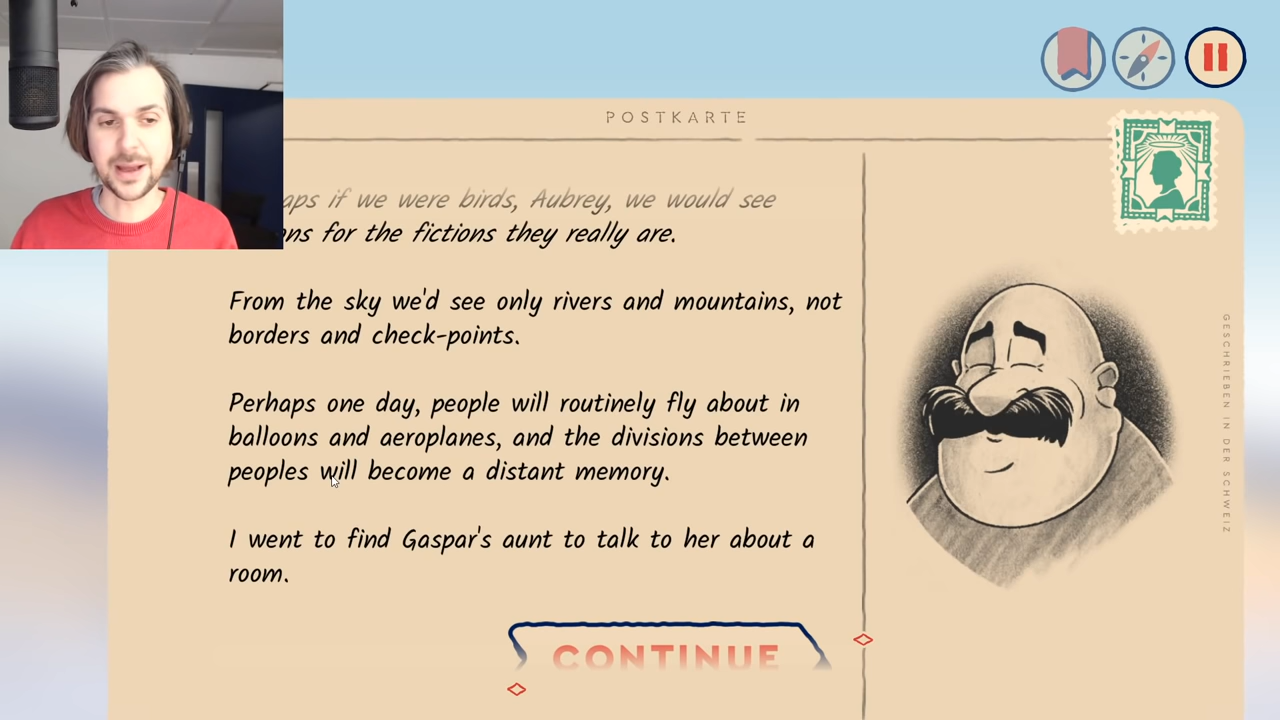 POSTKARTE
if we were birds, Aubrey, we would see
for the fictions they really are.
From the sky we'd see only rivers and mountains, not
borders and check-points.
Perhaps one day, people will routinely fly about in
balloons and aeroplanes, and the divisions between
peoples will become a distant memory.
I went to find Gaspar's aunt to talk to her about a
room.
CONTINUE
GESCHRIEBEN IN DER SCHWEIZ